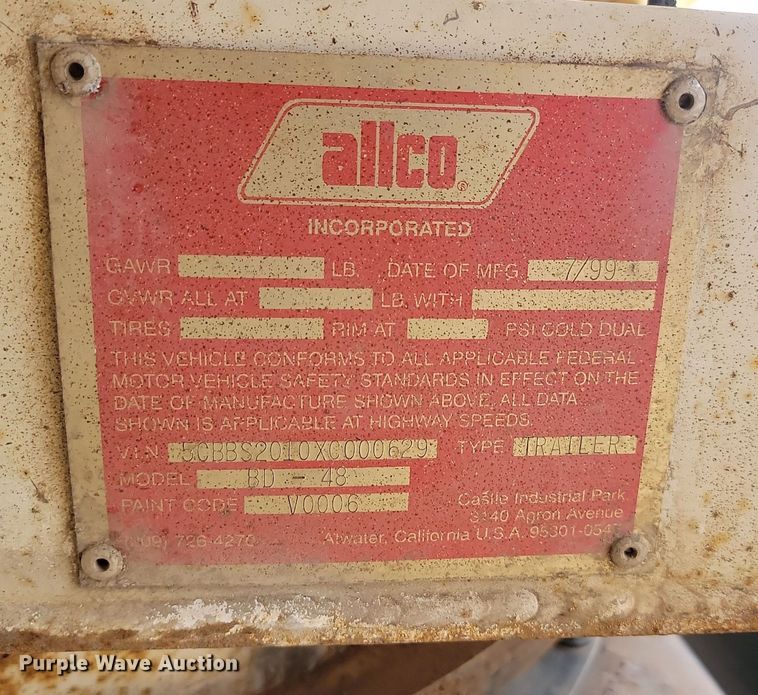 allco®
INCORPORATED
GAWR LB. DATE OF MFG. 7/99
GVWR ALL AT LB. WITH
TIRES RIM AT PSI COLD DUAL
THIS VEHICLE CONFORMS TO ALL APPLICABLE FEDERAL
MOTOR VEHICLE SAFETY STANDARDS IN EFFECT ON THE
DATE OF MANUFACTURE SHOWN ABOVE, ALL DATA
SHOWN IS APPLICABLE AT HIGHWAY SPEEDS.
V.I.N. 5CBBS2010XC000629 TYPE TRAILER
MODEL BD - 48
PAINT CODE V0006 Castle Industrial Park
3140 Agron Avenue
726-4270 Atwater, California U.S.A.
Purple Wave Auction